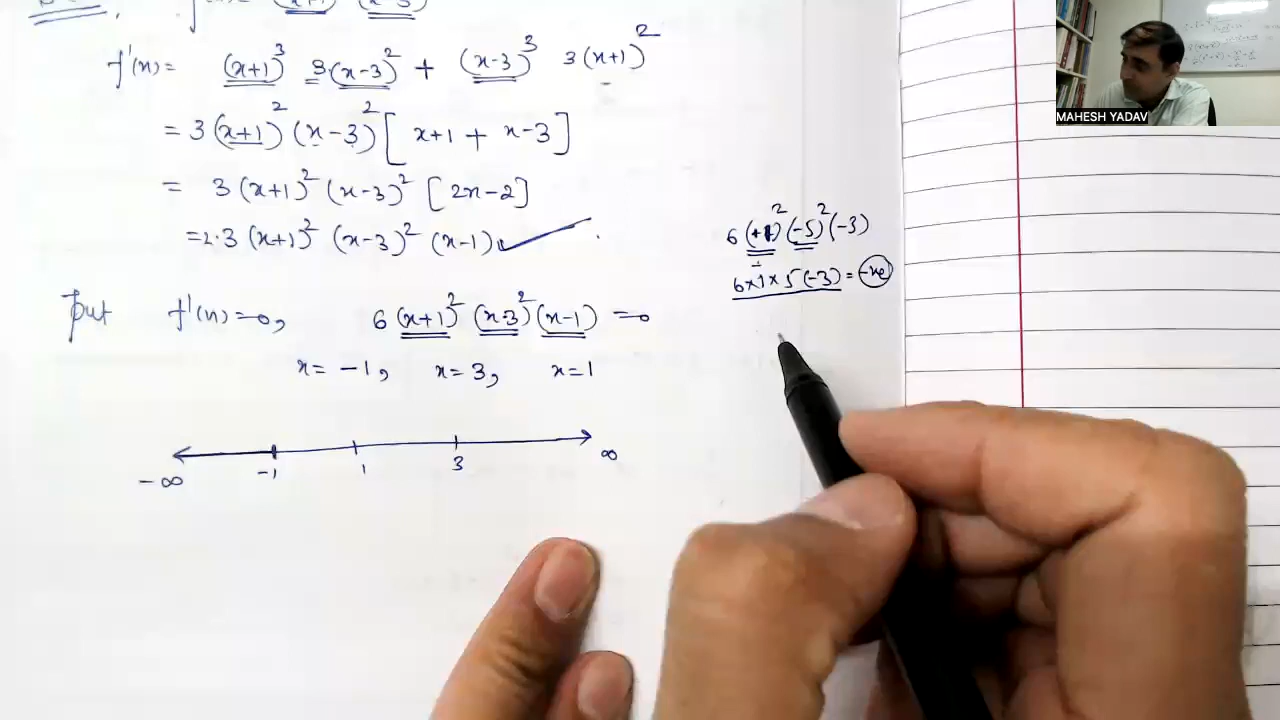 f'(x)= (x+1)³ 3(x-3)² + (x-3)³ 3(x+1)²
= 3(x+1)² (x-3)² [ x+1 + x-3 ]
= 3(x+1)² (x-3)² [2x-2]
=2·3 (x+1)² (x-3)² (x-1)
Put f'(x)=0, 6(x+1)² (x-3)² (x-1) =0
x= -1, x=3, x=1
-∞ -1 1 3 ∞
6 (-1)² (-5)² (-3)
6×1×5(-3) = -ve
MAHESH YADAV